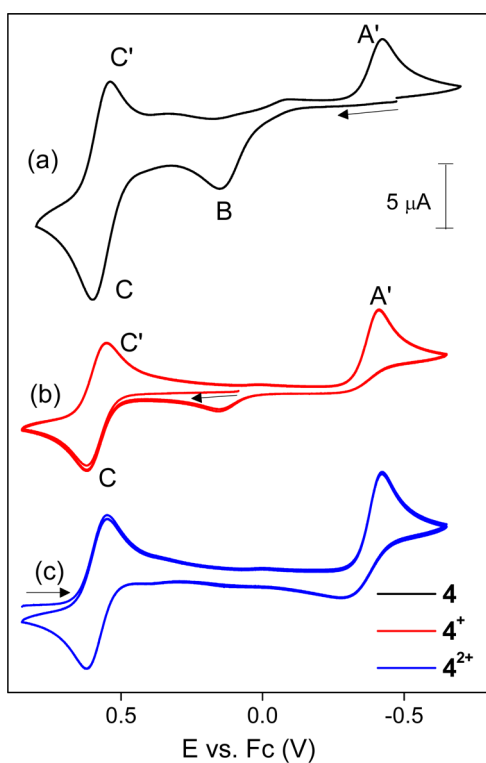 A'
C'
(a)
5 μA
B
C
A'
C'
(b)
C
(c)
4
4+
42+
0.5 0.0 -0.5
E vs. Fc (V)